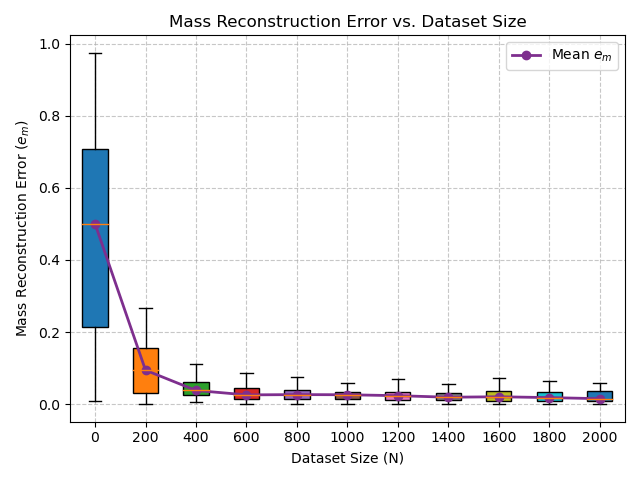 Mass Reconstruction Error vs. Dataset Size
Mean e_m
Mass Reconstruction Error (e_m)
1.0
0.8
0.6
0.4
0.2
0.0
0 200 400 600 800 1000 1200 1400 1600 1800 2000
Dataset Size (N)